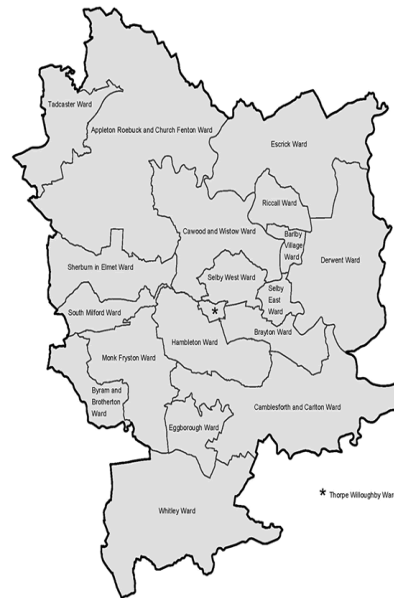 Tadcaster Ward
Appleton Roebuck and Church Fenton Ward
Escrick Ward
Riccall Ward
Cawood and Wistow Ward
Barlby
Village
Ward
Derwent Ward
Sherburn in Elmet Ward
Selby West Ward
Selby
East
Ward
South Milford Ward
*
Brayton Ward
Hambleton Ward
Monk Fryston Ward
Byram and
Brotherton
Ward
Camblesforth and Carlton Ward
Eggborough Ward
* Thorpe Willoughby Ward
Whitley Ward